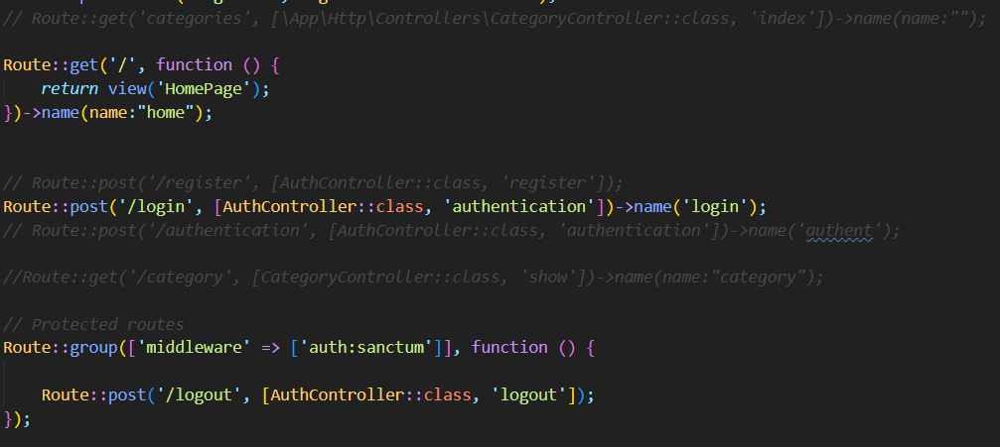 // Route::get('categories', [\App\Http\Controllers\CategoryController::class, 'index'])->name(name:"");
Route::get('/', function () {
return view('HomePage');
})->name(name:"home");
// Route::post('/register', [AuthController::class, 'register']);
Route::post('/login', [AuthController::class, 'authentication'])->name('login');
// Route::post('/authentication', [AuthController::class, 'authentication'])->name('authent');
//Route::get('/category', [CategoryController::class, 'show'])->name(name:"category");
// Protected routes
Route::group(['middleware' => ['auth:sanctum']], function () {
Route::post('/logout', [AuthController::class, 'logout']);
});